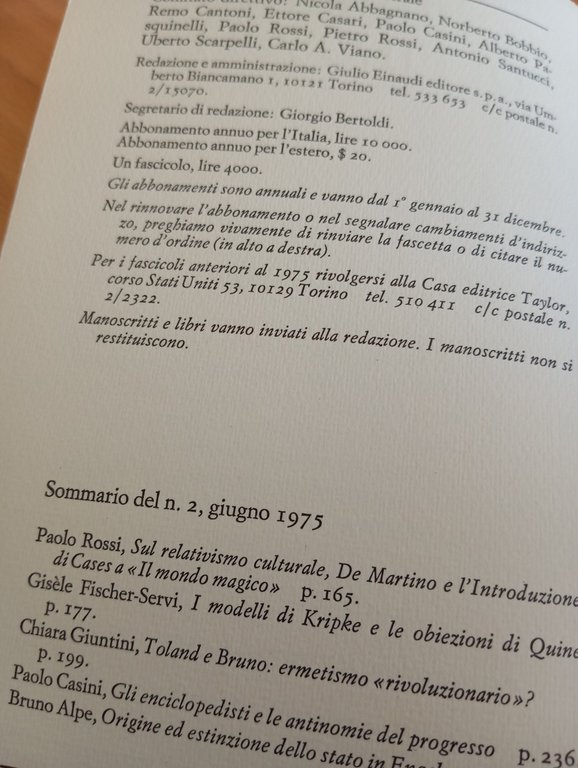 direttivo: Nicola Abbagnano, Norberto Bobbio,
Remo Cantoni, Ettore Casari, Paolo Casini, Alberto Pa-
squinelli, Paolo Rossi, Pietro Rossi, Antonio Santucci,
Uberto Scarpelli, Carlo A. Viano.
Redazione e amministrazione: Giulio Einaudi editore s. p. a., via Um-
berto Biancamano 1, 10121 Torino tel. 533 653 c/c postale n.
2/15070.
Segretario di redazione: Giorgio Bertoldi.
Abbonamento annuo per l'Italia, lire 10 000.
Abbonamento annuo per l'estero, $ 20.
Un fascicolo, lire 4000.
Gli abbonamenti sono annuali e vanno dal 1° gennaio al 31 dicembre.
Nel rinnovare l'abbonamento o nel segnalare cambiamenti d'indiriz-
zo, preghiamo vivamente di rinviare la fascetta o di citare il nu-
mero d'ordine (in alto a destra).
Per i fascicoli anteriori al 1975 rivolgersi alla Casa editrice Taylor,
corso Stati Uniti 53, 10129 Torino tel. 510 411 c/c postale n.
2/2322.
Manoscritti e libri vanno inviati alla redazione. I manoscritti non si
restituiscono.
Sommario del n. 2, giugno 1975
Paolo Rossi, Sul relativismo culturale, De Martino e l'Introduzione
di Cases a «Il mondo magico» p. 165.
Gisèle Fischer-Servi, I modelli di Kripke e le obiezioni di Quine
p. 177.
Chiara Giuntini, Toland e Bruno: ermetismo «rivoluzionario»?
p. 199.
Paolo Casini, Gli enciclopedisti e le antinomie del progresso p. 236
Bruno Alpe, Origine ed estinzione dello stato in